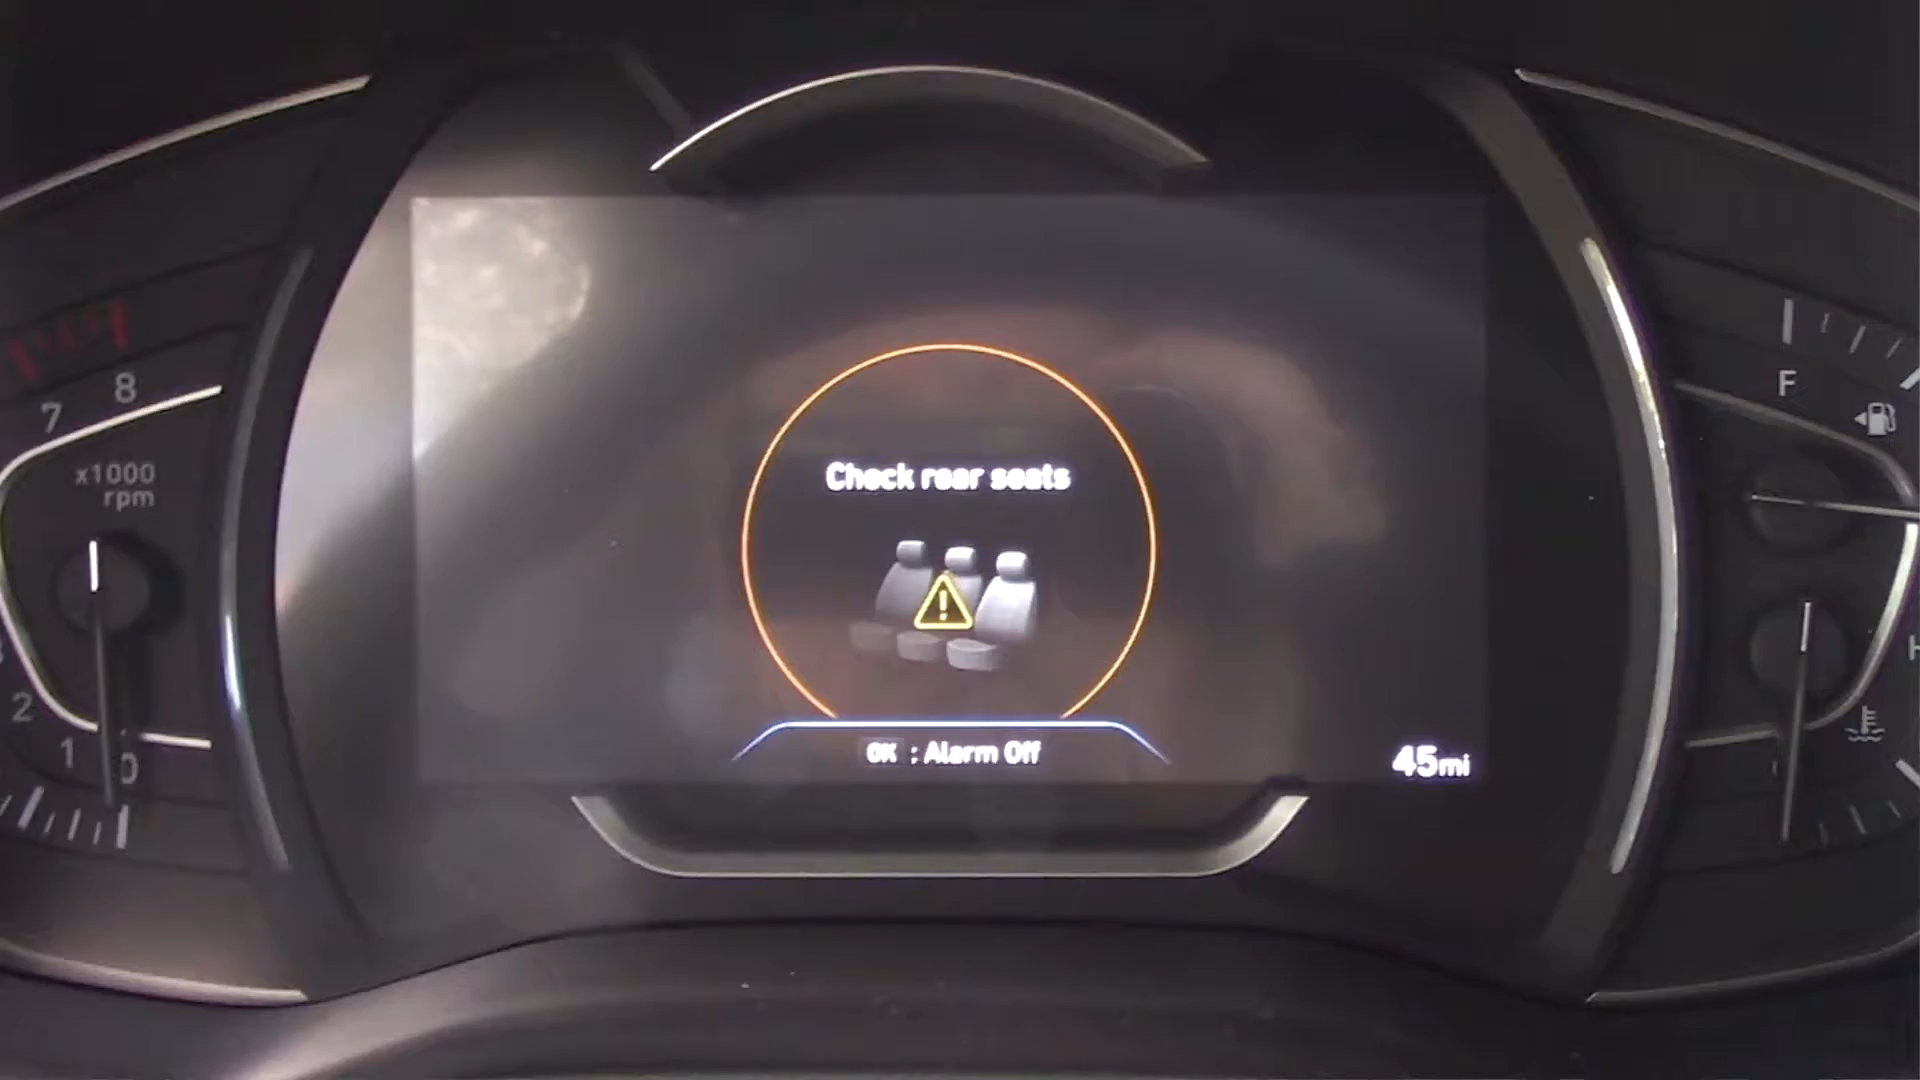 Check rear seats
OK : Alarm Off
45mi
8
7
x1000
rpm
2
1
0
F
H